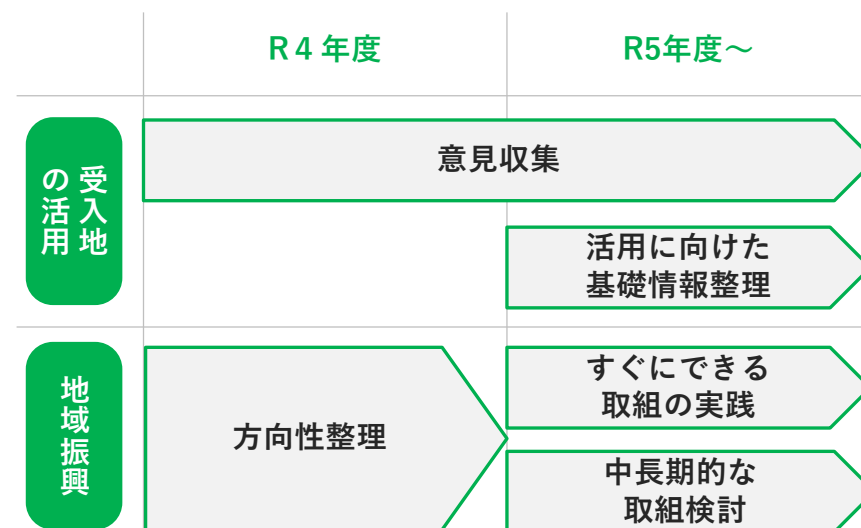 R４年度
R5年度～
受入地
の活用
意見収集
活用に向けた
基礎情報整理
地域振興
方向性整理
すぐにできる
取組の実践
中長期的な
取組検討